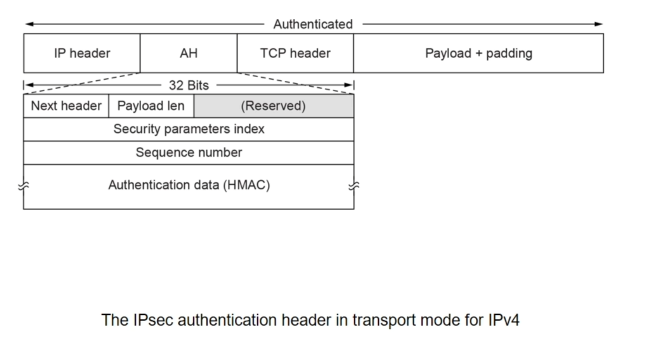 Authenticated
IP header AH TCP header Payload + padding
32 Bits
Next header Payload len (Reserved)
Security parameters index
Sequence number
Authentication data (HMAC)
The IPsec authentication header in transport mode for IPv4